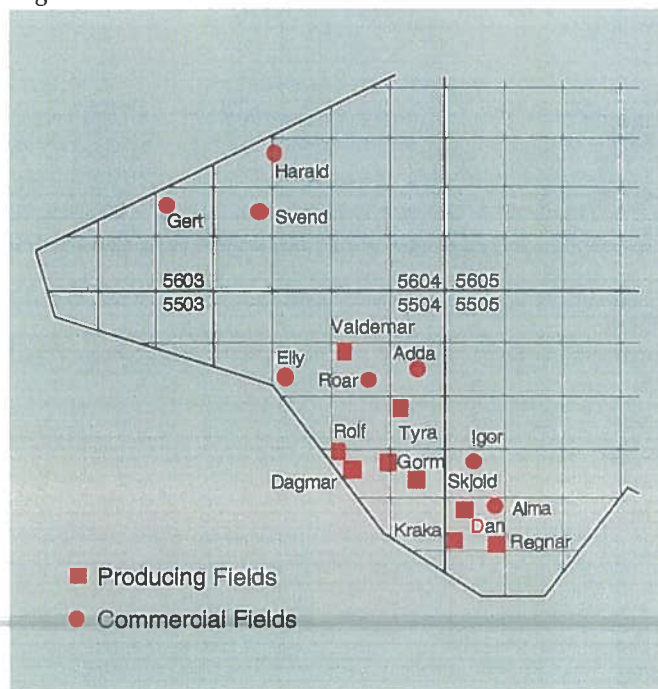 Harald
Gert
Svend
5603
5604
5605
5503
5504
5505
Valdemar
Elly
Adda
Roar
Rolf
Tyra
Igor
Gorm
Dagmar
Skjold
Alma
Dan
Kraka
Regnar
Producing Fields
Commercial Fields